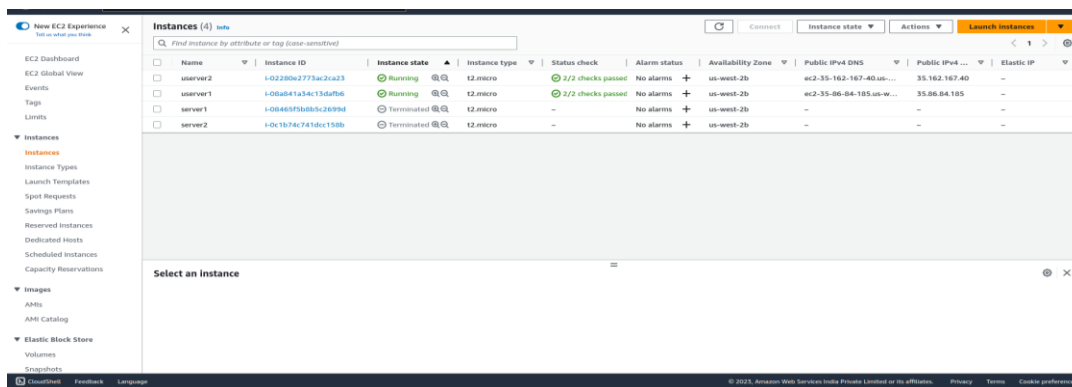 New EC2 Experience
Tell us what you think
EC2 Dashboard
EC2 Global View
Events
Tags
Limits
Instances
Instances
Instance Types
Launch Templates
Spot Requests
Savings Plans
Reserved Instances
Dedicated Hosts
Scheduled Instances
Capacity Reservations
Images
AMIs
AMI Catalog
Elastic Block Store
Volumes
Snapshots
Instances (4) Info
Connect Instance state Actions Launch instances
Find instance by attribute or tag (case-sensitive)
1
Name Instance ID Instance state Instance type Status check Alarm status Availability Zone Public IPv4 DNS Public IPv4 ... Elastic IP
userver2 i-02280e2773ac2ca23 Running t2.micro 2/2 checks passed No alarms + us-west-2b ec2-35-162-167-40.us-... 35.162.167.40 –
userver1 i-08a841a34c13dafb6 Running t2.micro 2/2 checks passed No alarms + us-west-2b ec2-35-86-84-185.us-w... 35.86.84.185 –
server1 i-08465f5b8b5c2699d Terminated t2.micro – No alarms + us-west-2b – – –
server2 i-0c1b74c741dcc158b Terminated t2.micro – No alarms + us-west-2b – – –
Select an instance
CloudShell Feedback Language © 2023, Amazon Web Services India Private Limited or its affiliates. Privacy Terms Cookie preferences